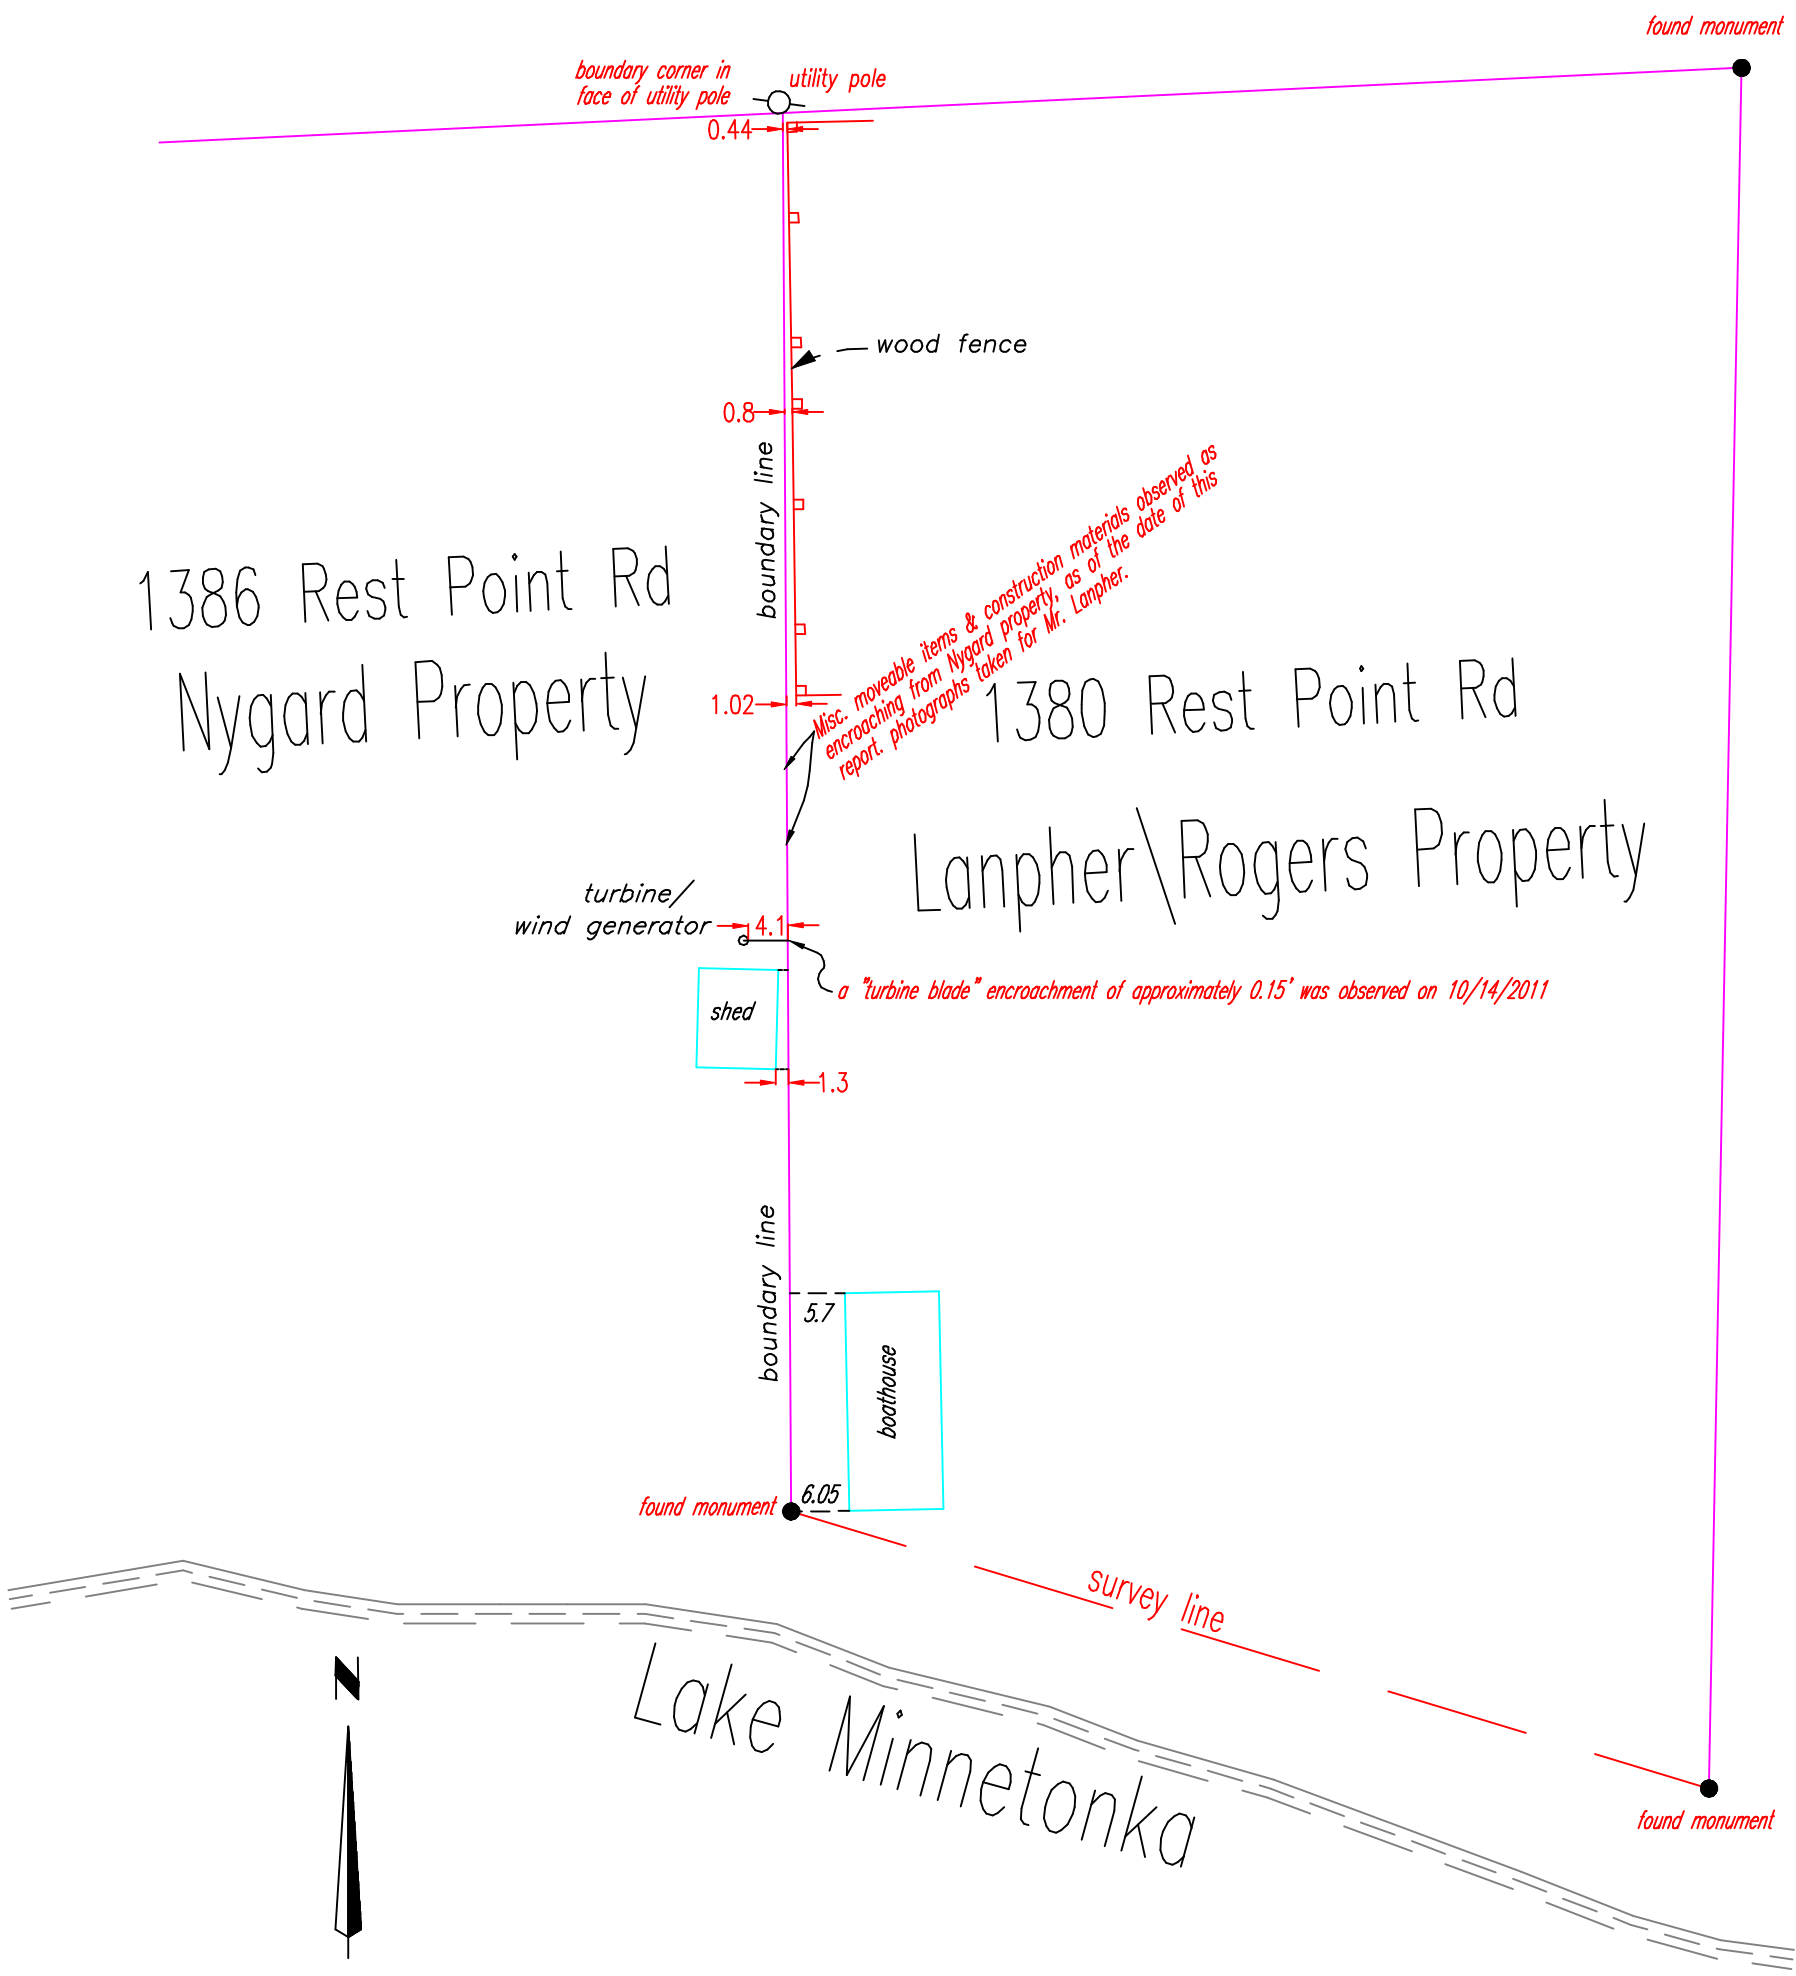 found monument
boundary corner in
face of utility pole
utility pole
0.44
wood fence
0.8
boundary line
Misc. moveable items & construction materials observed as
encroaching from Nygard property, as of the date of this
report. photographs taken for Mr. Lanpher.
1386 Rest Point Rd
Nygard Property
1.02
1380 Rest Point Rd
Lanpher\Rogers Property
turbine/
wind generator
4.1
a "turbine blade" encroachment of approximately 0.15' was observed on 10/14/2011
shed
1.3
boundary line
5.7
boathouse
6.05
found monument
survey line
Lake Minnetonka
N
found monument